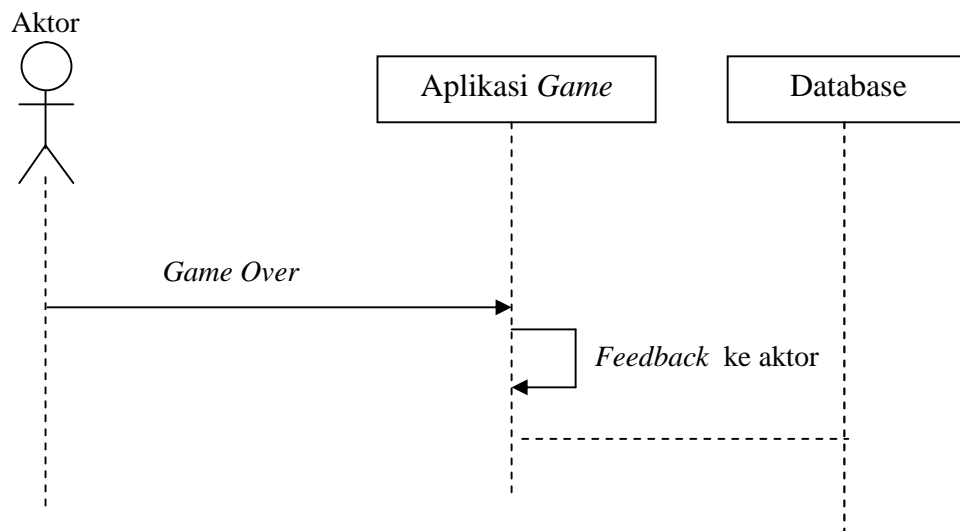 Aktor
Aplikasi Game
Database
Game Over
Feedback ke aktor